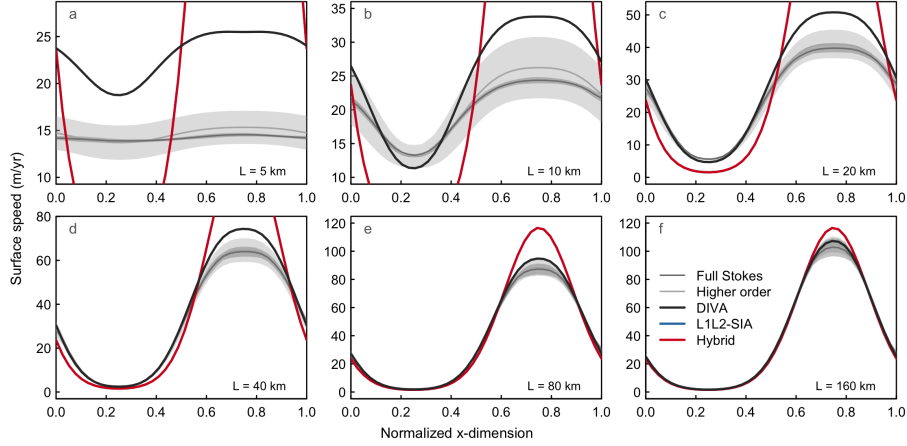 a
25
20
15
10
L = 5 km
0.0 0.2 0.4 0.6 0.8 1.0
b
35
30
25
20
15
10
L = 10 km
0.0 0.2 0.4 0.6 0.8 1.0
c
50
40
30
20
10
0
L = 20 km
0.0 0.2 0.4 0.6 0.8 1.0
Surface speed (m/yr)
d
80
60
40
20
0
L = 40 km
0.0 0.2 0.4 0.6 0.8 1.0
e
120
100
80
60
40
20
0
L = 80 km
0.0 0.2 0.4 0.6 0.8 1.0
f
120
100
80
60
40
20
0
Full Stokes
Higher order
DIVA
L1L2-SIA
Hybrid
L = 160 km
0.0 0.2 0.4 0.6 0.8 1.0
Normalized x-dimension